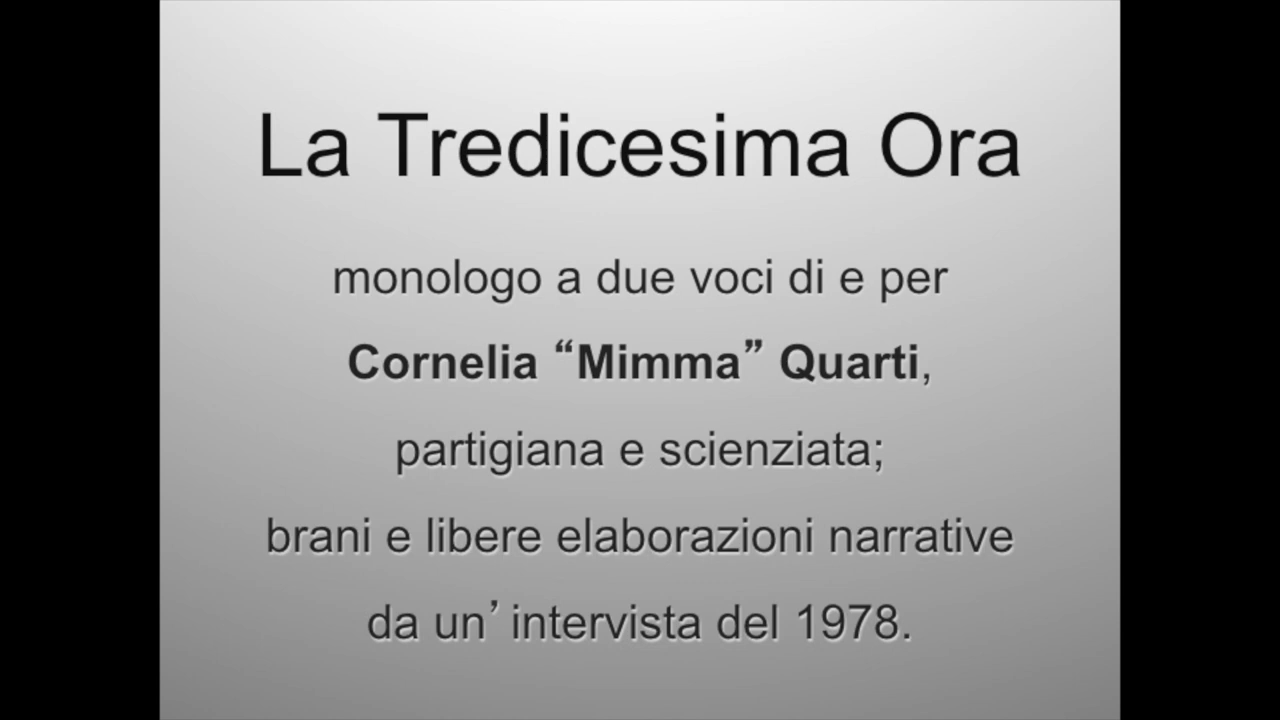 La Tredicesima Ora
monologo a due voci di e per
Cornelia “Mimma” Quarti,
partigiana e scienziata;
brani e libere elaborazioni narrative
da un’ intervista del 1978.